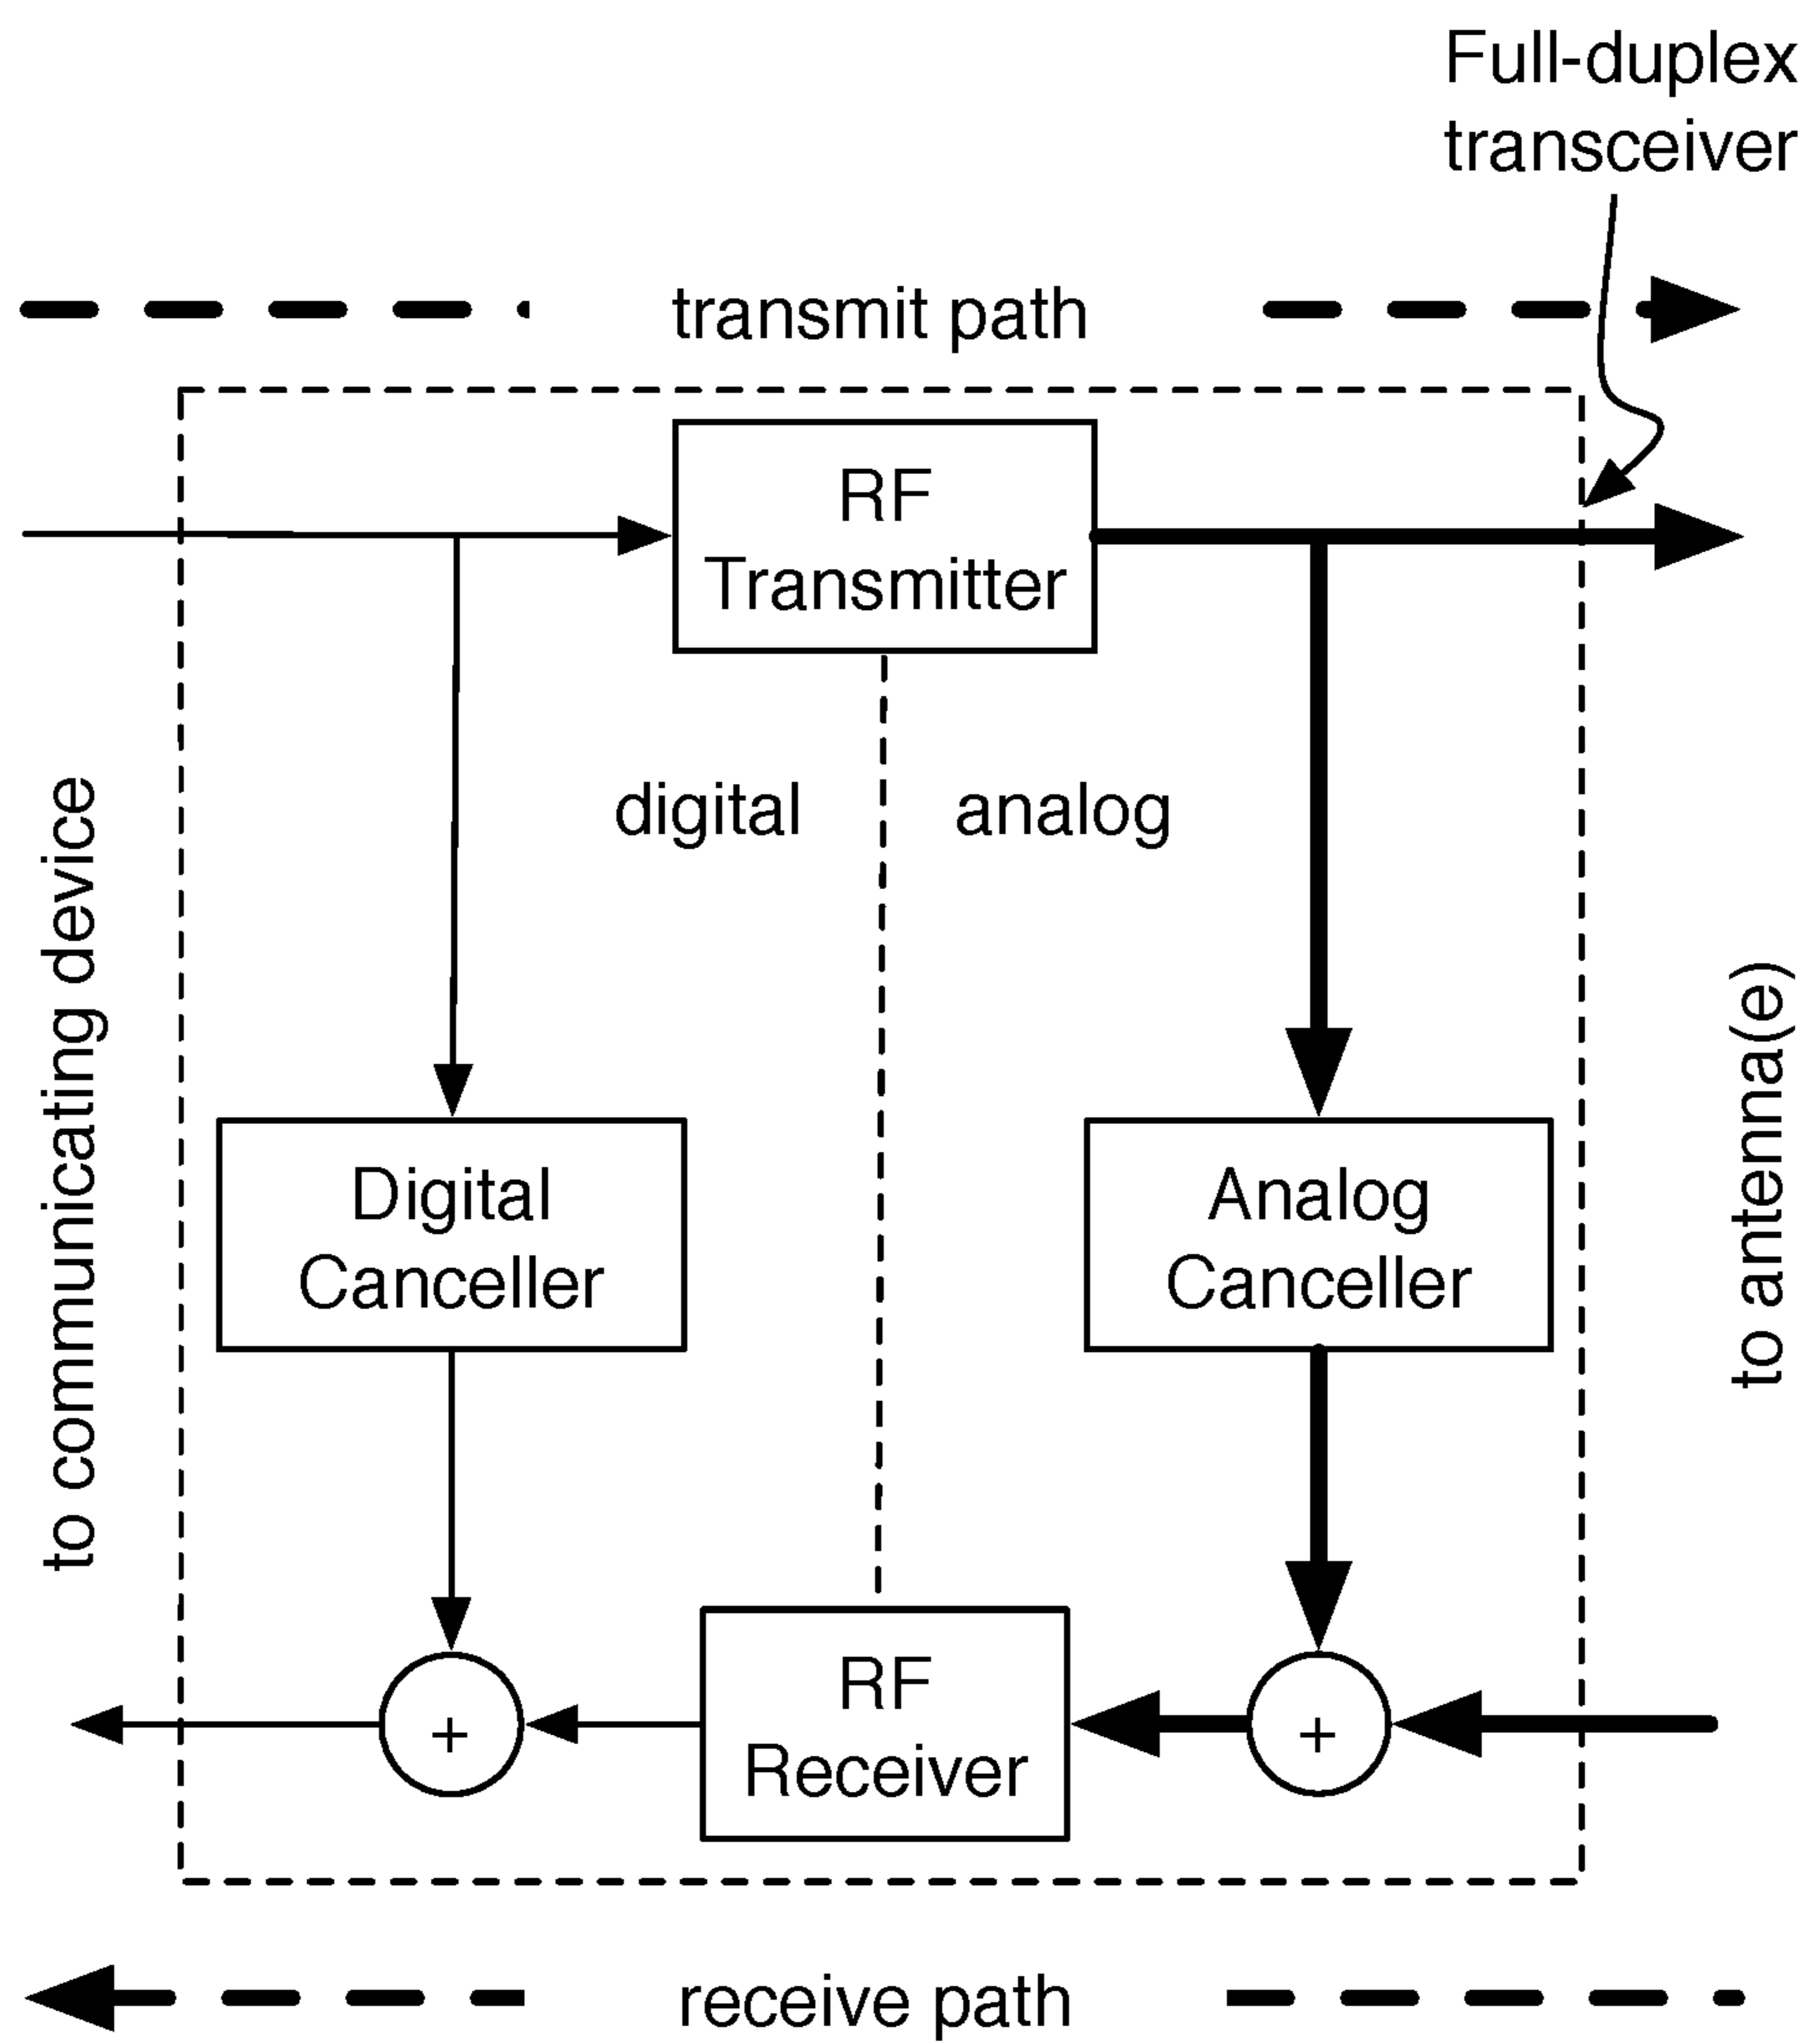 Full-duplex
transceiver
transmit path
RF
Transmitter
digital
analog
to communicating device
to antenna(e)
Digital
Canceller
Analog
Canceller
+
RF
Receiver
+
receive path